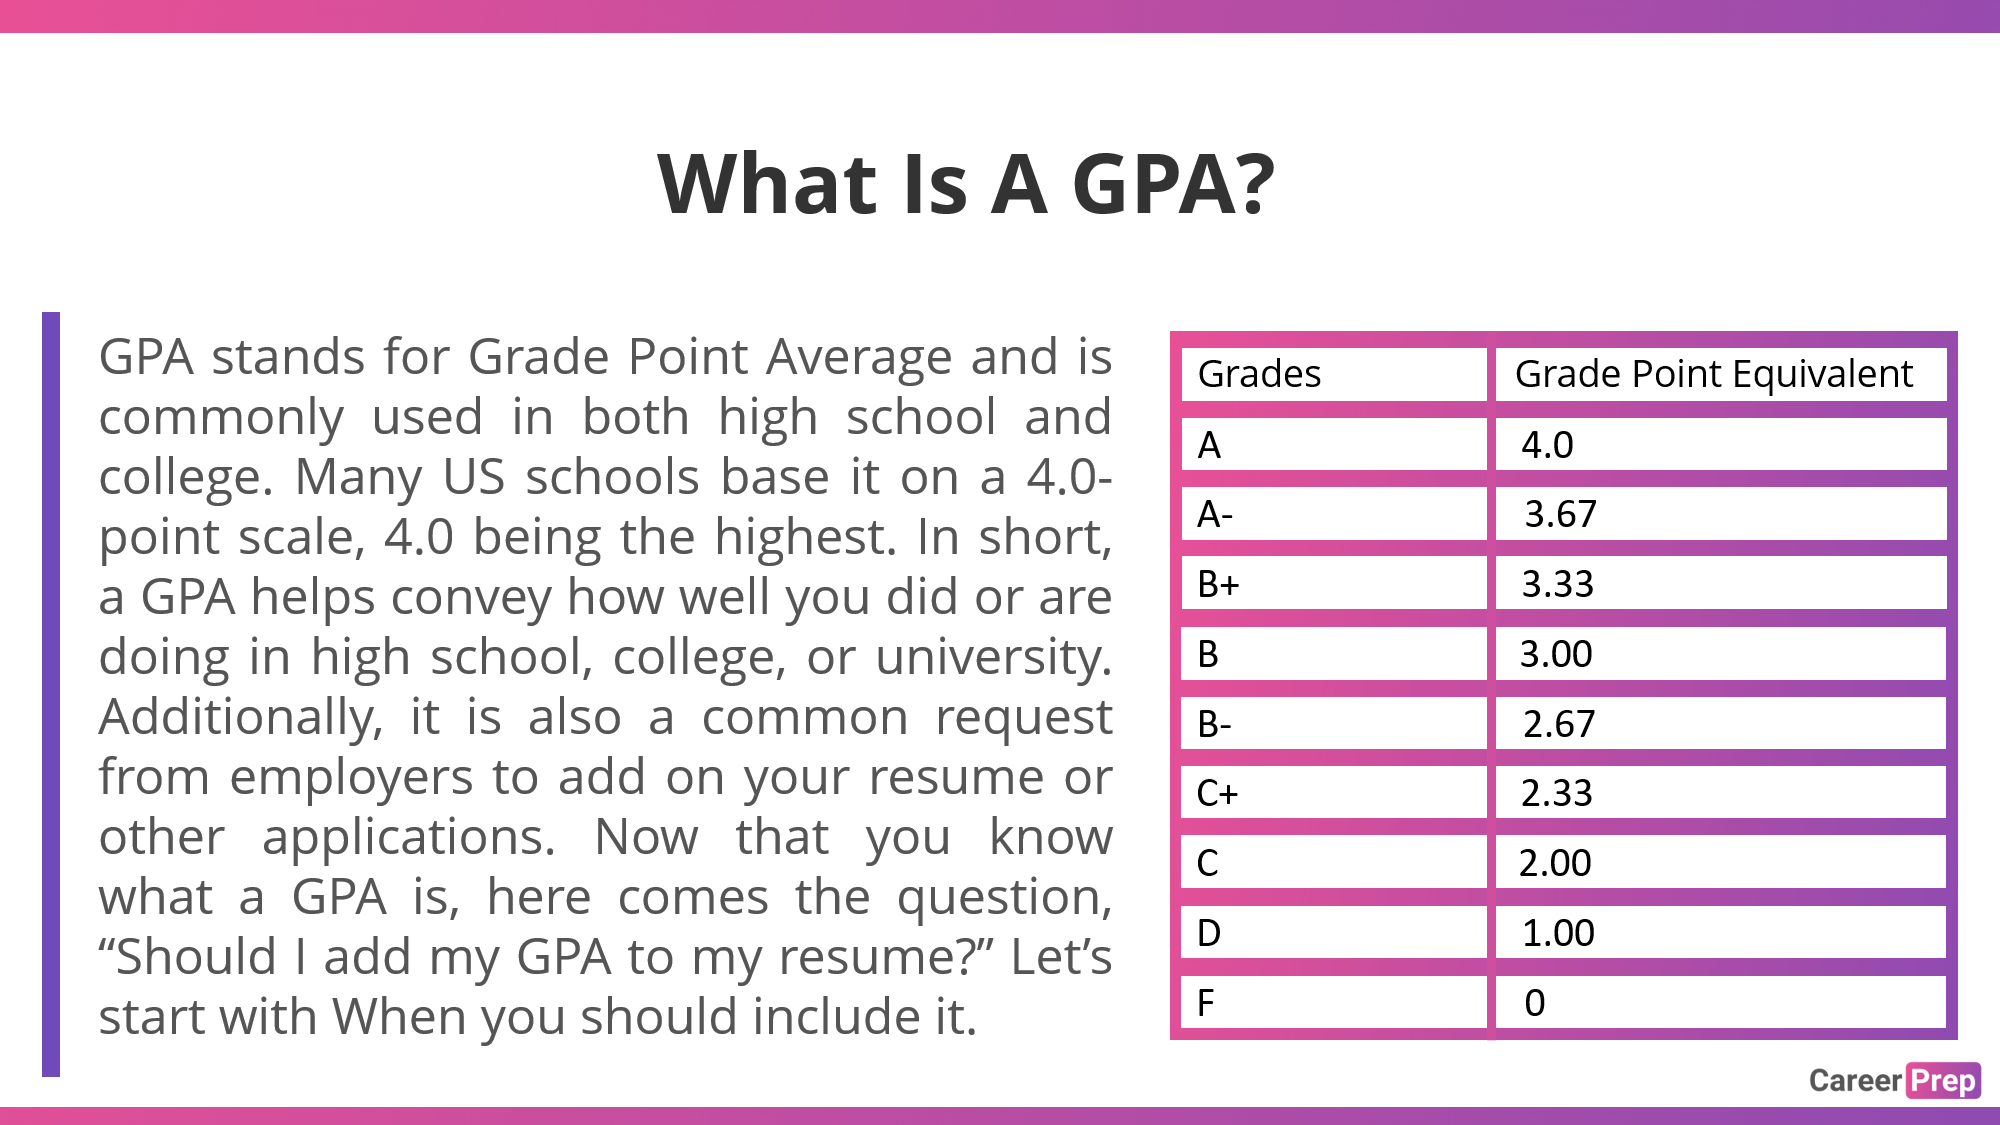 What Is A GPA?
GPA stands for Grade Point Average and is
commonly used in both high school and
college. Many US schools base it on a 4.0-
point scale, 4.0 being the highest. In short,
a GPA helps convey how well you did or are
doing in high school, college, or university.
Additionally, it is also a common request
from employers to add on your resume or
other applications. Now that you know
what a GPA is, here comes the question,
“Should I add my GPA to my resume?” Let’s
start with When you should include it.
Grades Grade Point Equivalent
A 4.0
A- 3.67
B+ 3.33
B 3.00
B- 2.67
C+ 2.33
C 2.00
D 1.00
F 0
Career Prep